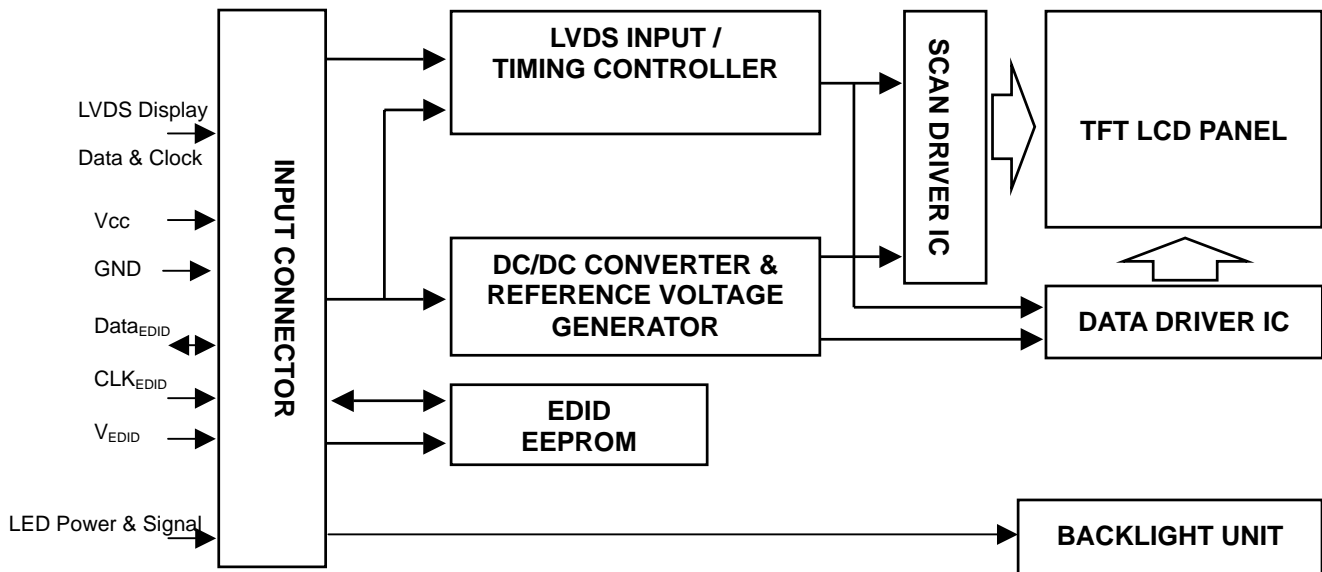 LVDS Display
Data & Clock
Vcc
GND
DataEDID
CLKEDID
VEDID
LED Power & Signal
INPUT CONNECTOR
LVDS INPUT /
TIMING CONTROLLER
DC/DC CONVERTER &
REFERENCE VOLTAGE
GENERATOR
EDID
EEPROM
SCAN DRIVER IC
TFT LCD PANEL
DATA DRIVER IC
BACKLIGHT UNIT